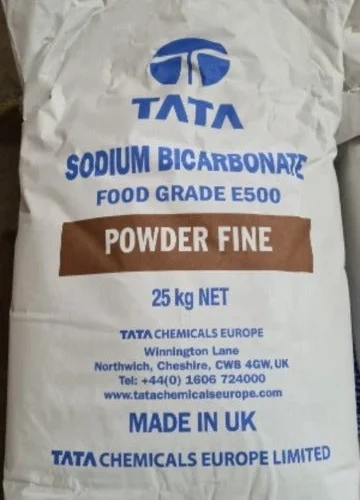 TATA
SODIUM BICARBONATE
FOOD GRADE E500
POWDER FINE
25 kg NET
TATA CHEMICALS EUROPE
Winnington Lane
Northwich, Cheshire, CW8 4GW, UK
Tel: +44(0) 1606 724000
www.tatachemicalseurope.com
MADE IN UK
TATA CHEMICALS EUROPE LIMITED